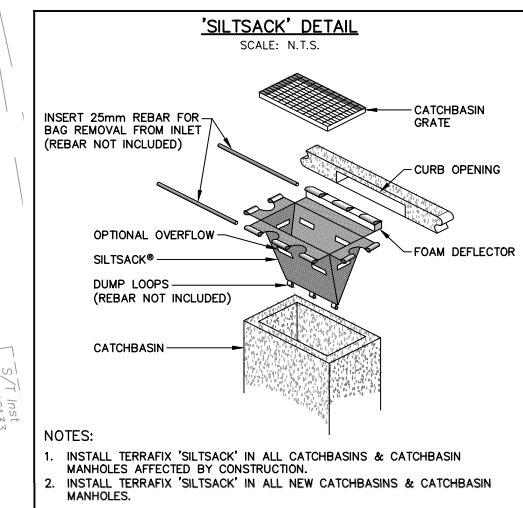 'SILTSACK' DETAIL
SCALE: N.T.S.
CATCHBASIN
GRATE
INSERT 25mm REBAR FOR
BAG REMOVAL FROM INLET
(REBAR NOT INCLUDED)
CURB OPENING
OPTIONAL OVERFLOW
FOAM DEFLECTOR
SILTSACK®
DUMP LOOPS
(REBAR NOT INCLUDED)
CATCHBASIN
NOTES:
1. INSTALL TERRAFIX 'SILTSACK' IN ALL CATCHBASINS & CATCHBASIN
MANHOLES AFFECTED BY CONSTRUCTION.
2. INSTALL TERRAFIX 'SILTSACK' IN ALL NEW CATCHBASINS & CATCHBASIN
MANHOLES.
S/T Inst